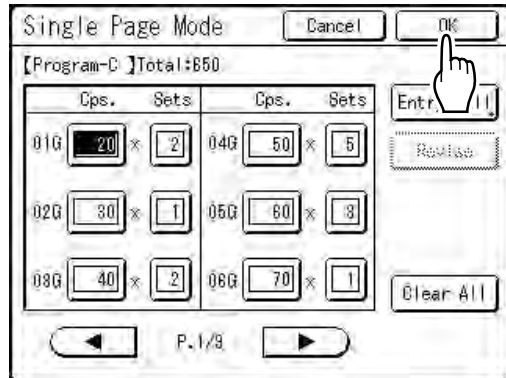 Single Page Mode Cancel OK
【Program-C 】Total:650
Cps. Sets Cps. Sets
01G 20 × 2 04G 50 × 5
Revise
02G 30 × 1 05G 60 × 3
03G 40 × 2 06G 70 × 1
Clear All
◀ P.1/3 ▶